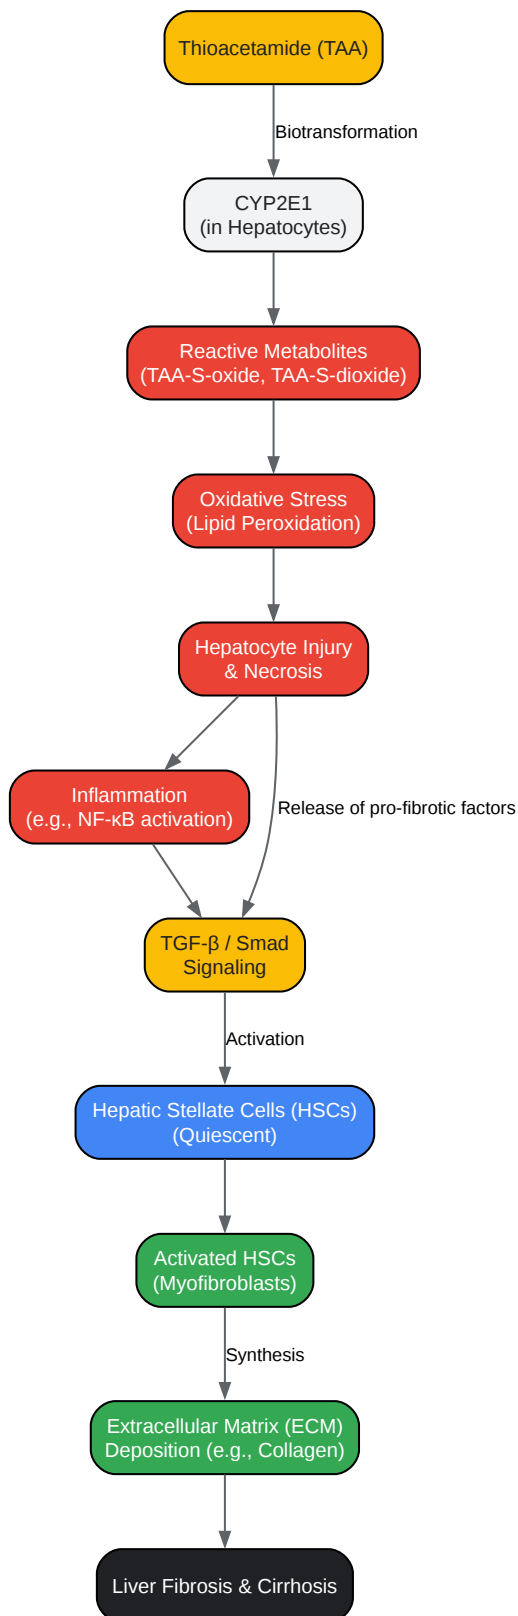 Thioacetamide (TAA)
Biotransformation
CYP2E1
(in Hepatocytes)
Reactive Metabolites
(TAA-S-oxide, TAA-S-dioxide)
Oxidative Stress
(Lipid Peroxidation)
Hepatocyte Injury
& Necrosis
Inflammation
(e.g., NF-κB activation)
Release of pro-fibrotic factors
TGF-β / Smad
Signaling
Activation
Hepatic Stellate Cells (HSCs)
(Quiescent)
Activated HSCs
(Myofibroblasts)
Synthesis
Extracellular Matrix (ECM)
Deposition (e.g., Collagen)
Liver Fibrosis & Cirrhosis